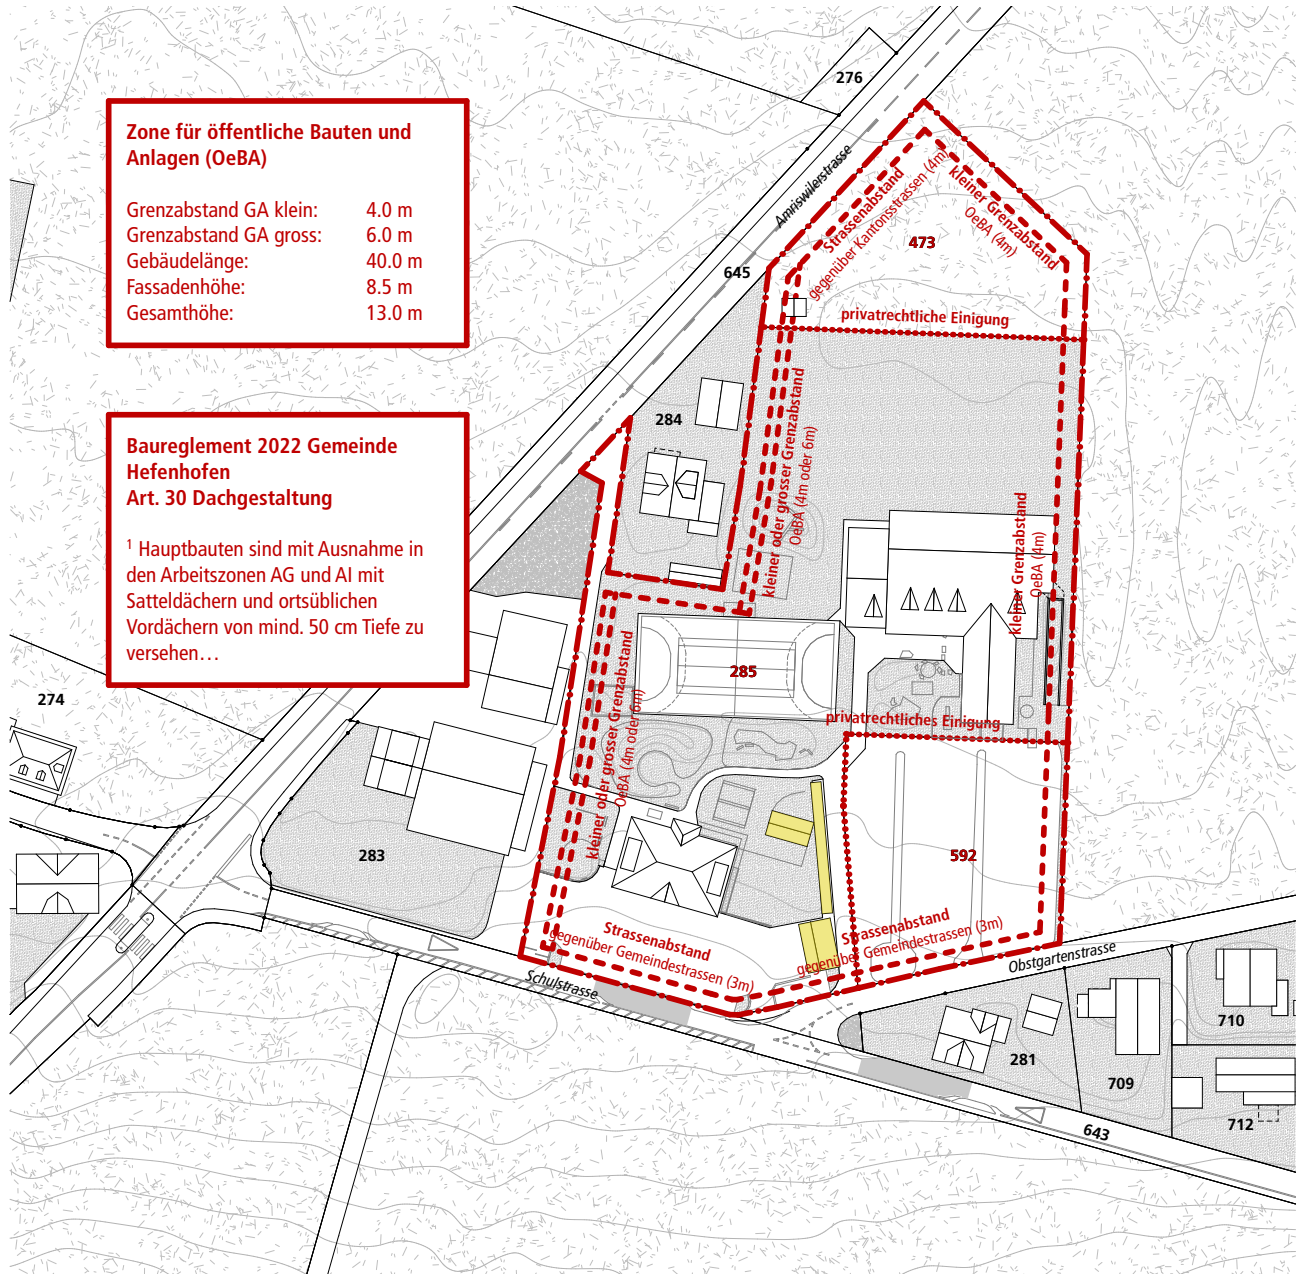 276
Zone für öffentliche Bauten und
Anlagen (OeBA)
Grenzabstand GA klein: 4.0 m
Grenzabstand GA gross: 6.0 m
Gebäudelänge: 40.0 m
Fassadenhöhe: 8.5 m
Gesamthöhe: 13.0 m
Amriswilerstrasse
Strassenabstand
gegenüber Kantonsstrassen (4m)
kleiner Grenzabstand
OeBA (4m)
473
645
privatrechtliche Einigung
284
kleiner oder grosser Grenzabstand
OeBA (4m oder 6m)
Baureglement 2022 Gemeinde
Hefenhofen
Art. 30 Dachgestaltung
¹ Hauptbauten sind mit Ausnahme in
den Arbeitszonen AG und AI mit
Satteldächern und ortsüblichen
Vordächern von mind. 50 cm Tiefe zu
versehen…
kleiner Grenzabstand
OeBA (4m)
285
274
privatrechtliches Einigung
kleiner oder grosser Grenzabstand
OeBA (4m oder 6m)
283
592
Strassenabstand
gegenüber Gemeindestrassen (3m)
Strassenabstand
gegenüber Gemeindestrassen (3m)
Schulstrasse
Obstgartenstrasse
710
281
709
712
643